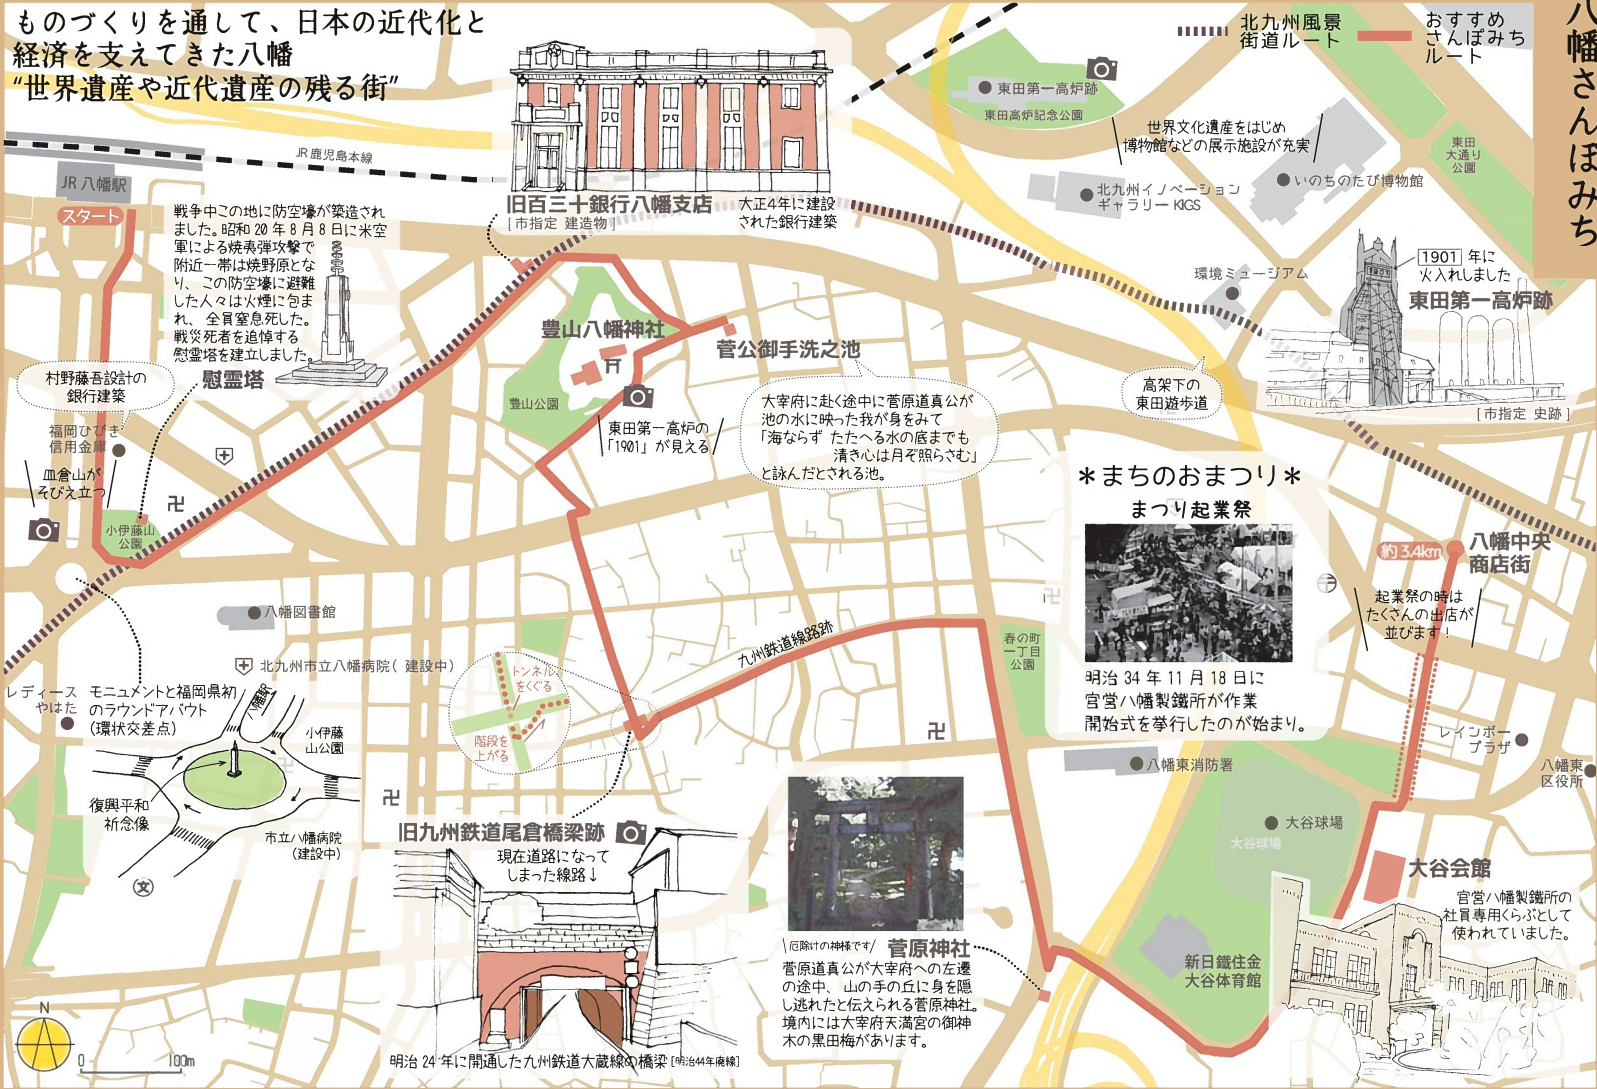 ものづくりを通して、日本の近代化と
経済を支えてきた八幡
“世界遺産や近代遺産の残る街”
北九州風景
街道ルート
おすすめ
さんぽみち
ルート
八幡さんぽみち
JR鹿児島本線
JR 八幡駅
スタート
戦争中この地に防空壕が築造され
ました。昭和20年8月8日に米空
軍による焼夷弾攻撃で
附近一帯は焼野原とな
り、この防空壕に避難
した人々は火煙に包ま
れ、全員窒息死した。
戦災死者を追悼する
慰霊塔を建立しました。
慰霊塔
村野藤吾設計の
銀行建築
福岡ひびき
信用金庫
皿倉山が
そびえ立つ
小伊藤山
公園
旧百三十銀行八幡支店
[市指定 建造物]
大正4年に建設
された銀行建築
東田第一高炉跡
東田高炉記念公園
世界文化遺産をはじめ
博物館などの展示施設が充実
北九州イノベーション
ギャラリー KIGS
いのちのたび博物館
東田
大通り
公園
環境ミュージアム
1901 年に
火入れしました
東田第一高炉跡
[市指定 史跡]
高架下の
東田遊歩道
豊山八幡神社
豊山公園
菅公御手洗之池
東田第一高炉の
「1901」が見える
大宰府に赴く途中に菅原道真公が
池の水に映った我が身をみて
「海ならず たたへる水の底までも
清き心は月ぞ照らさむ」
と詠んだとされる池。
＊まちのおまつり＊
まつり起業祭
明治34年11月18日に
官営八幡製鐵所が作業
開始式を挙行したのが始まり。
約3.4km
八幡中央
商店街
起業祭の時は
たくさんの出店が
並びます！
八幡図書館
北九州市立八幡病院(建設中)
レディース
やはた
モニュメントと福岡県初
のラウンドアバウト
(環状交差点)
八幡駅
小伊藤
山公園
復興平和
祈念像
市立八幡病院
(建設中)
文
トンネル
をくぐる
階段を
上がる
九州鉄道線路跡
春の町
一丁目
公園
八幡東消防署
レインボー
プラザ
八幡東
区役所
大谷球場
大谷球場
大谷会館
官営八幡製鐵所の
社員専用くらぶとして
使われていました。
新日鐵住金
大谷体育館
旧九州鉄道尾倉橋梁跡
現在道路になって
しまった線路↓
明治24年に開通した九州鉄道大蔵線の橋梁[明治44年廃線]
\厄除けの神様です/
菅原神社
菅原道真公が大宰府への左遷
の途中、山の手の丘に身を隠
し逃れたと伝えられる菅原神社。
境内には大宰府天満宮の御神
木の黒田梅があります。
N
0 100m